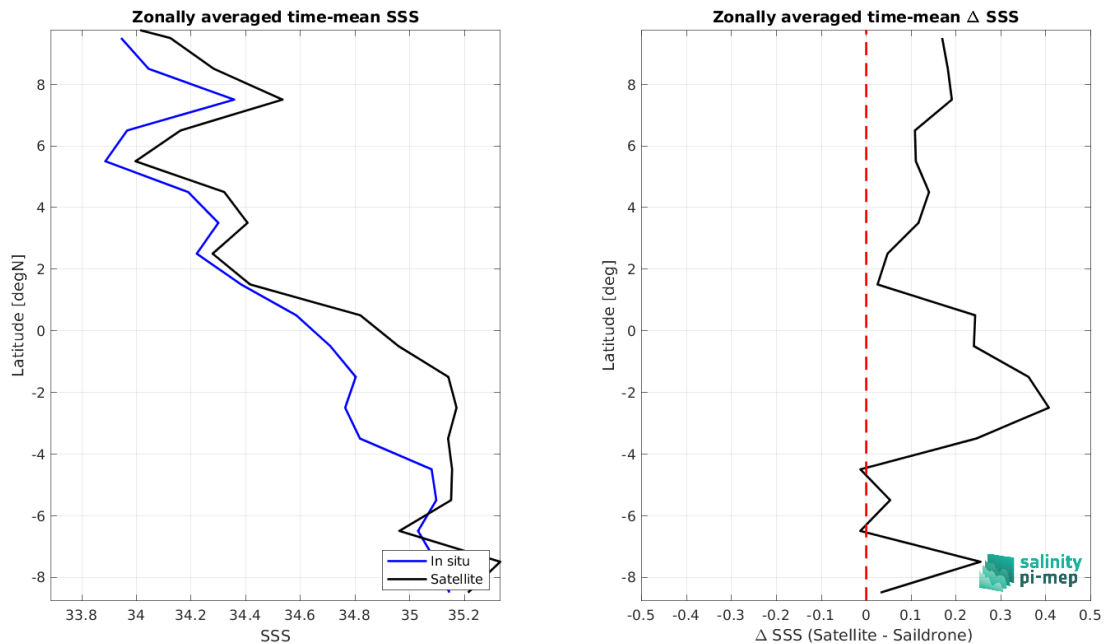 Zonally averaged time-mean SSS
Latitude [degN]
8
6
4
2
0
-2
-4
-6
-8
33.8 34 34.2 34.4 34.6 34.8 35 35.2
SSS
In situ
Satellite
Zonally averaged time-mean Δ SSS
Latitude [deg]
8
6
4
2
0
-2
-4
-6
-8
-0.5 -0.4 -0.3 -0.2 -0.1 0 0.1 0.2 0.3 0.4 0.5
Δ SSS (Satellite - Saildrone)
salinity
pi-mep